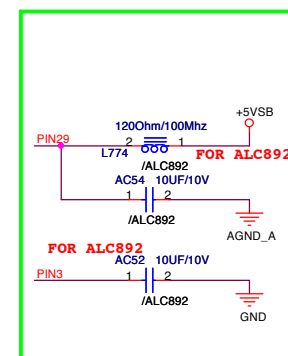 +5VSB
120Ohm/100Mhz
PIN29
2
1
L774
FOR ALC892
/ALC892
AC54 10UF/10V
1 2
/ALC892
AGND_A
FOR ALC892
AC52 10UF/10V
PIN3
1 2
/ALC892
GND